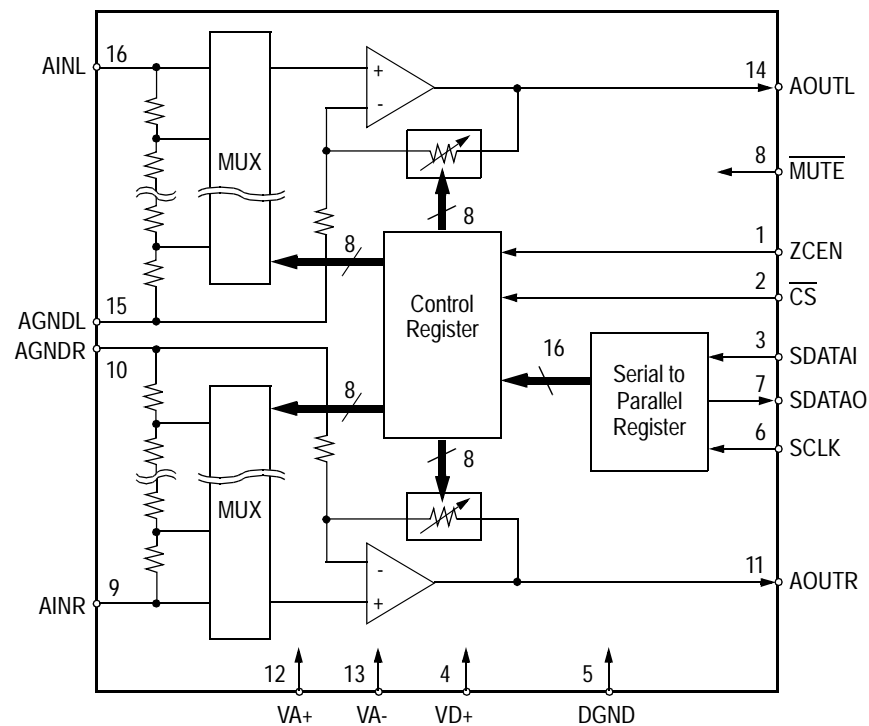 AINL
16
MUX
+
-
14
AOUTL
8
M̅U̅T̅E̅
8
8
1
ZCEN
2
C̅S̅
15
AGNDL
AGNDR
10
Control
Register
16
Serial to
Parallel
Register
3
SDATAI
7
SDATAO
6
SCLK
8
8
MUX
-
+
11
AOUTR
9
AINR
12
13
4
5
VA+
VA-
VD+
DGND